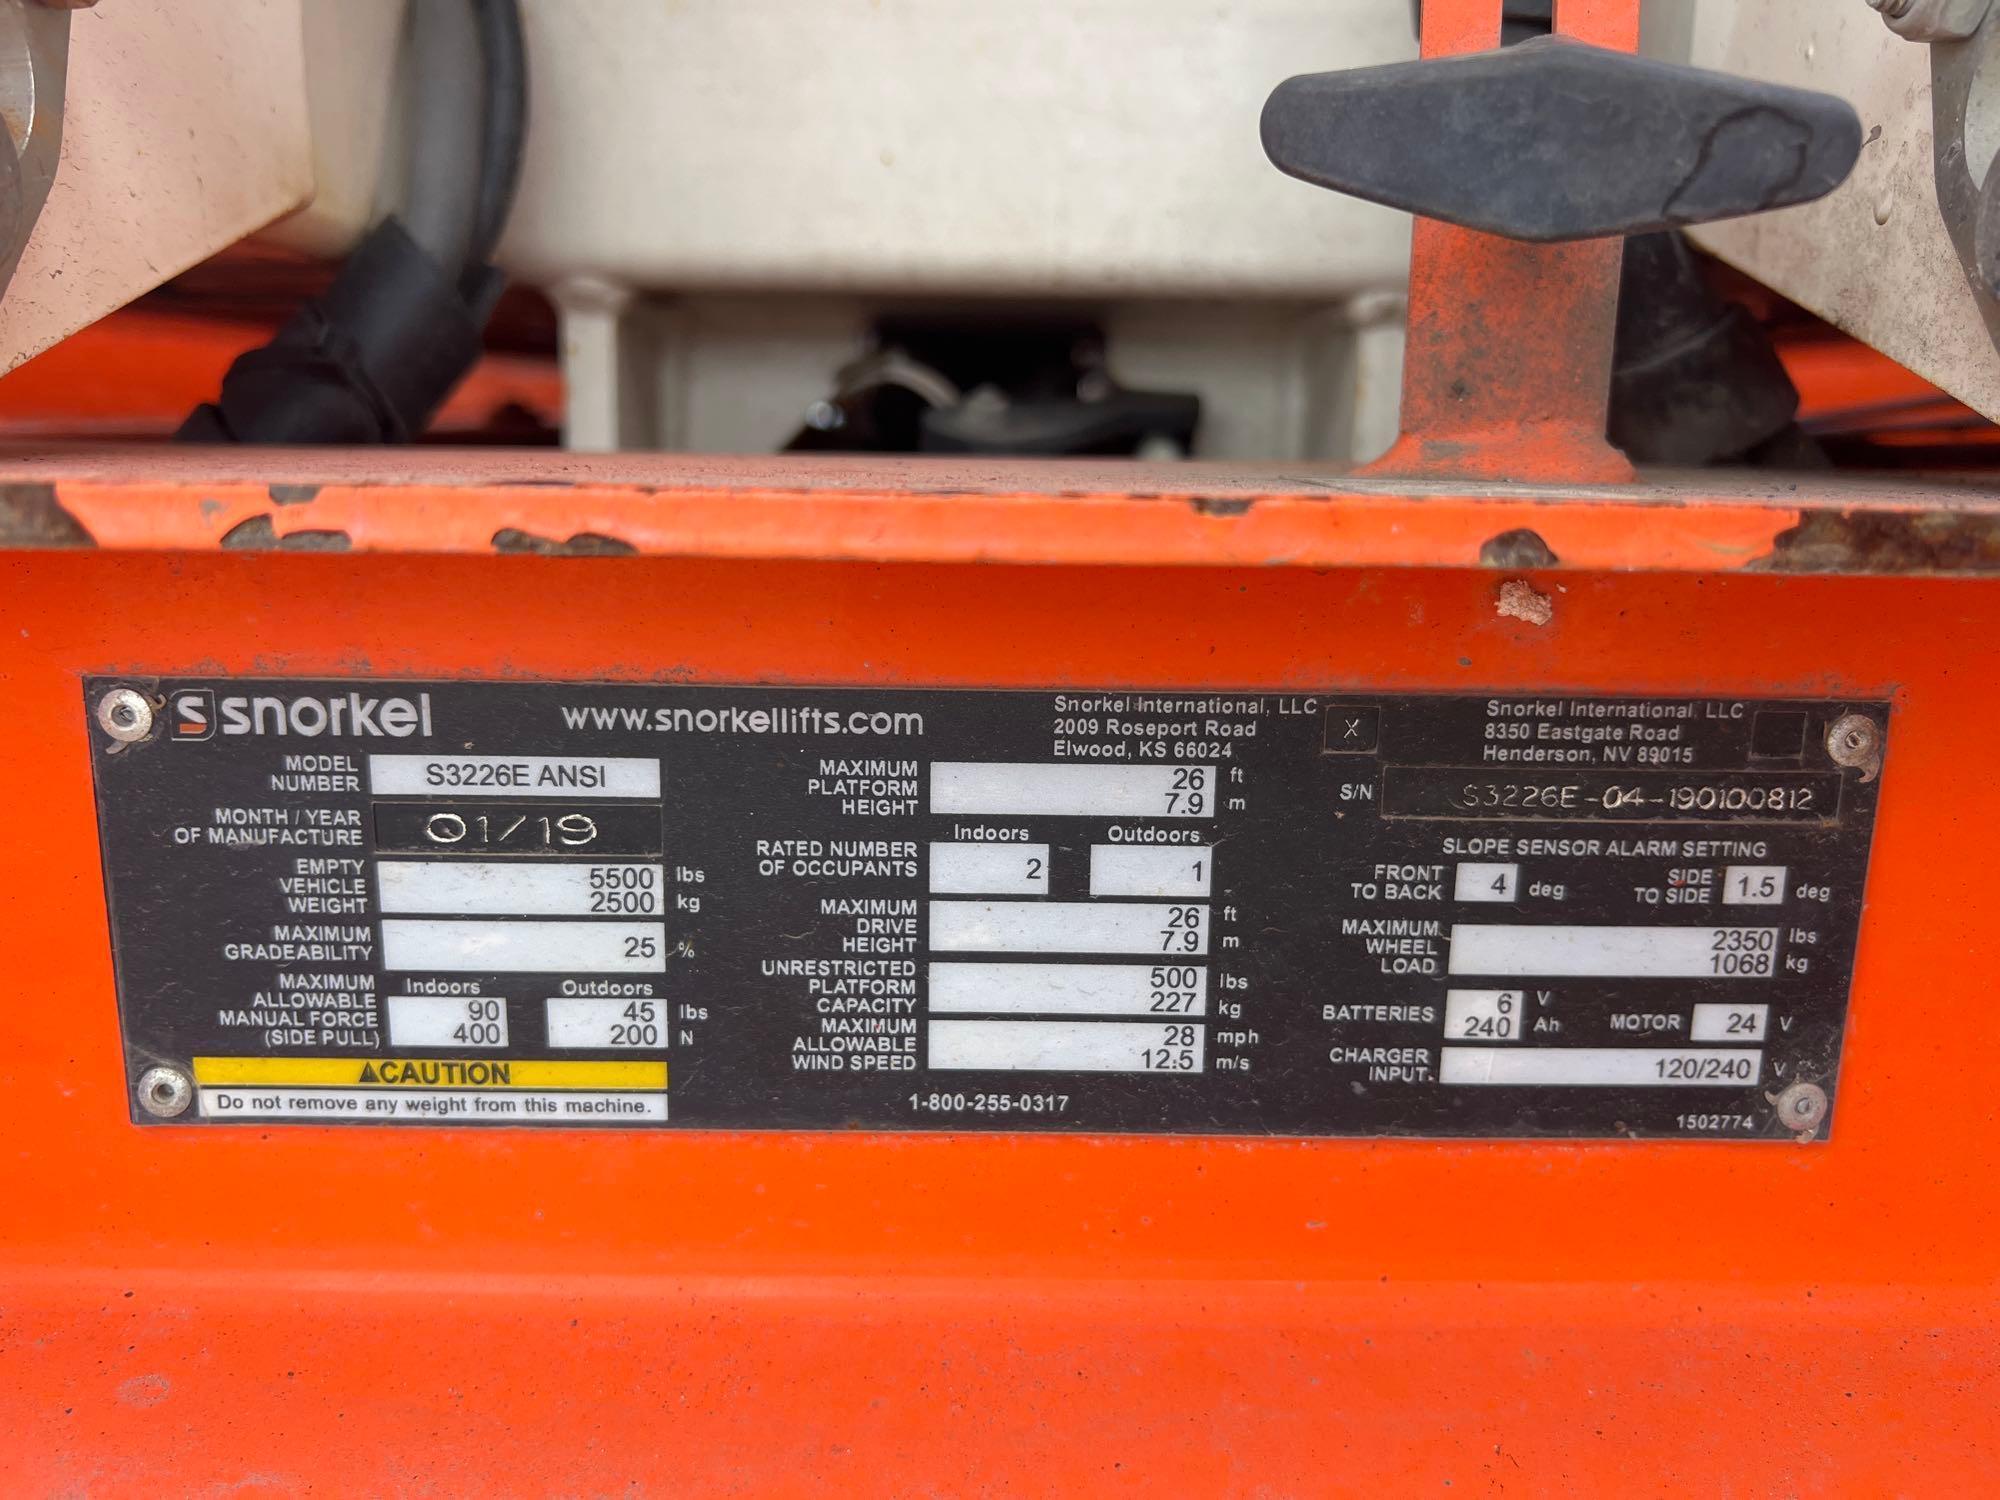 snorkel
www.snorkellifts.com
Snorkel International, LLC
2009 Roseport Road
Elwood, KS 66024
X
Snorkel International, LLC
8350 Eastgate Road
Henderson, NV 89015
MODEL
NUMBER
S3226E ANSI
MONTH / YEAR
OF MANUFACTURE
01/19
EMPTY
VEHICLE
WEIGHT
5500 lbs
2500 kg
MAXIMUM
GRADEABILITY
25 %
MAXIMUM
ALLOWABLE
MANUAL FORCE
(SIDE PULL)
Indoors
90
400
Outdoors
45 lbs
200 N
⚠CAUTION
Do not remove any weight from this machine.
MAXIMUM
PLATFORM
HEIGHT
26 ft
7.9 m
RATED NUMBER
OF OCCUPANTS
Indoors
2
Outdoors
1
MAXIMUM
DRIVE
HEIGHT
26 ft
7.9 m
UNRESTRICTED
PLATFORM
CAPACITY
500 lbs
227 kg
MAXIMUM
ALLOWABLE
WIND SPEED
28 mph
12.5 m/s
1-800-255-0317
S/N S3226E-04-190100812
SLOPE SENSOR ALARM SETTING
FRONT
TO BACK
4 deg
SIDE
TO SIDE
1.5 deg
MAXIMUM
WHEEL
LOAD
2350 lbs
1068 kg
BATTERIES
6 V
240 Ah
MOTOR 24 V
CHARGER
INPUT.
120/240 V
1502774